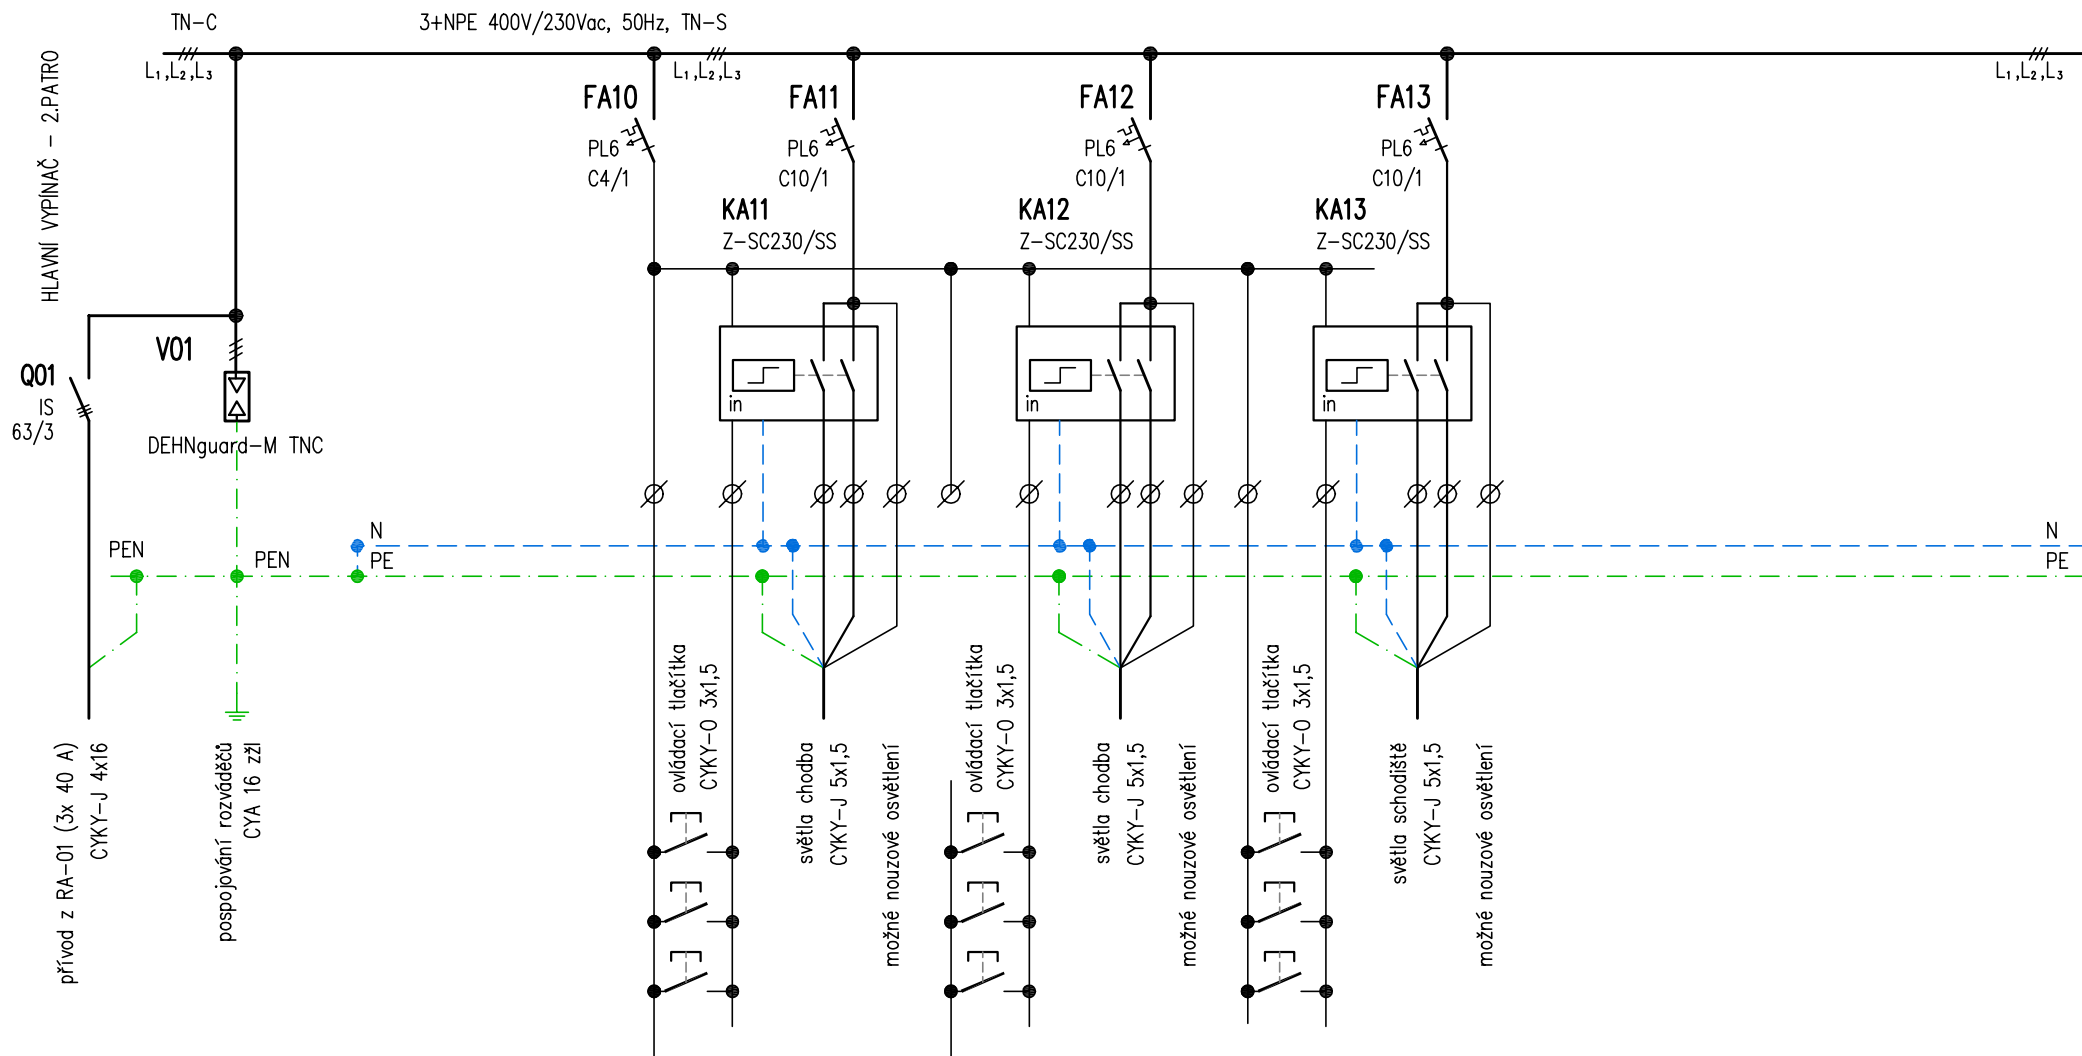 TN-C
3+NPE 400V/230Vac, 50Hz, TN-S
L1,L2,L3
L1,L2,L3
L1,L2,L3
HLAVNÍ VYPÍNAČ - 2.PATRO
FA10
PL6
C4/1
FA11
PL6
C10/1
FA12
PL6
C10/1
FA13
PL6
C10/1
KA11
Z-SC230/SS
KA12
Z-SC230/SS
KA13
Z-SC230/SS
V01
Q01
IS
63/3
DEHNguard-M TNC
in
in
in
PEN
PEN
N
PE
N
PE
přívod z RA-01 (3x 40 A)
CYKY-J 4x16
pospojování rozváděčů
CYA 16 zžl
ovládací tlačítka
CYKY-O 3x1,5
světla chodba
CYKY-J 5x1,5
možné nouzové osvětlení
ovládací tlačítka
CYKY-O 3x1,5
světla chodba
CYKY-J 5x1,5
možné nouzové osvětlení
ovládací tlačítka
CYKY-O 3x1,5
světla schodiště
CYKY-J 5x1,5
možné nouzové osvětlení